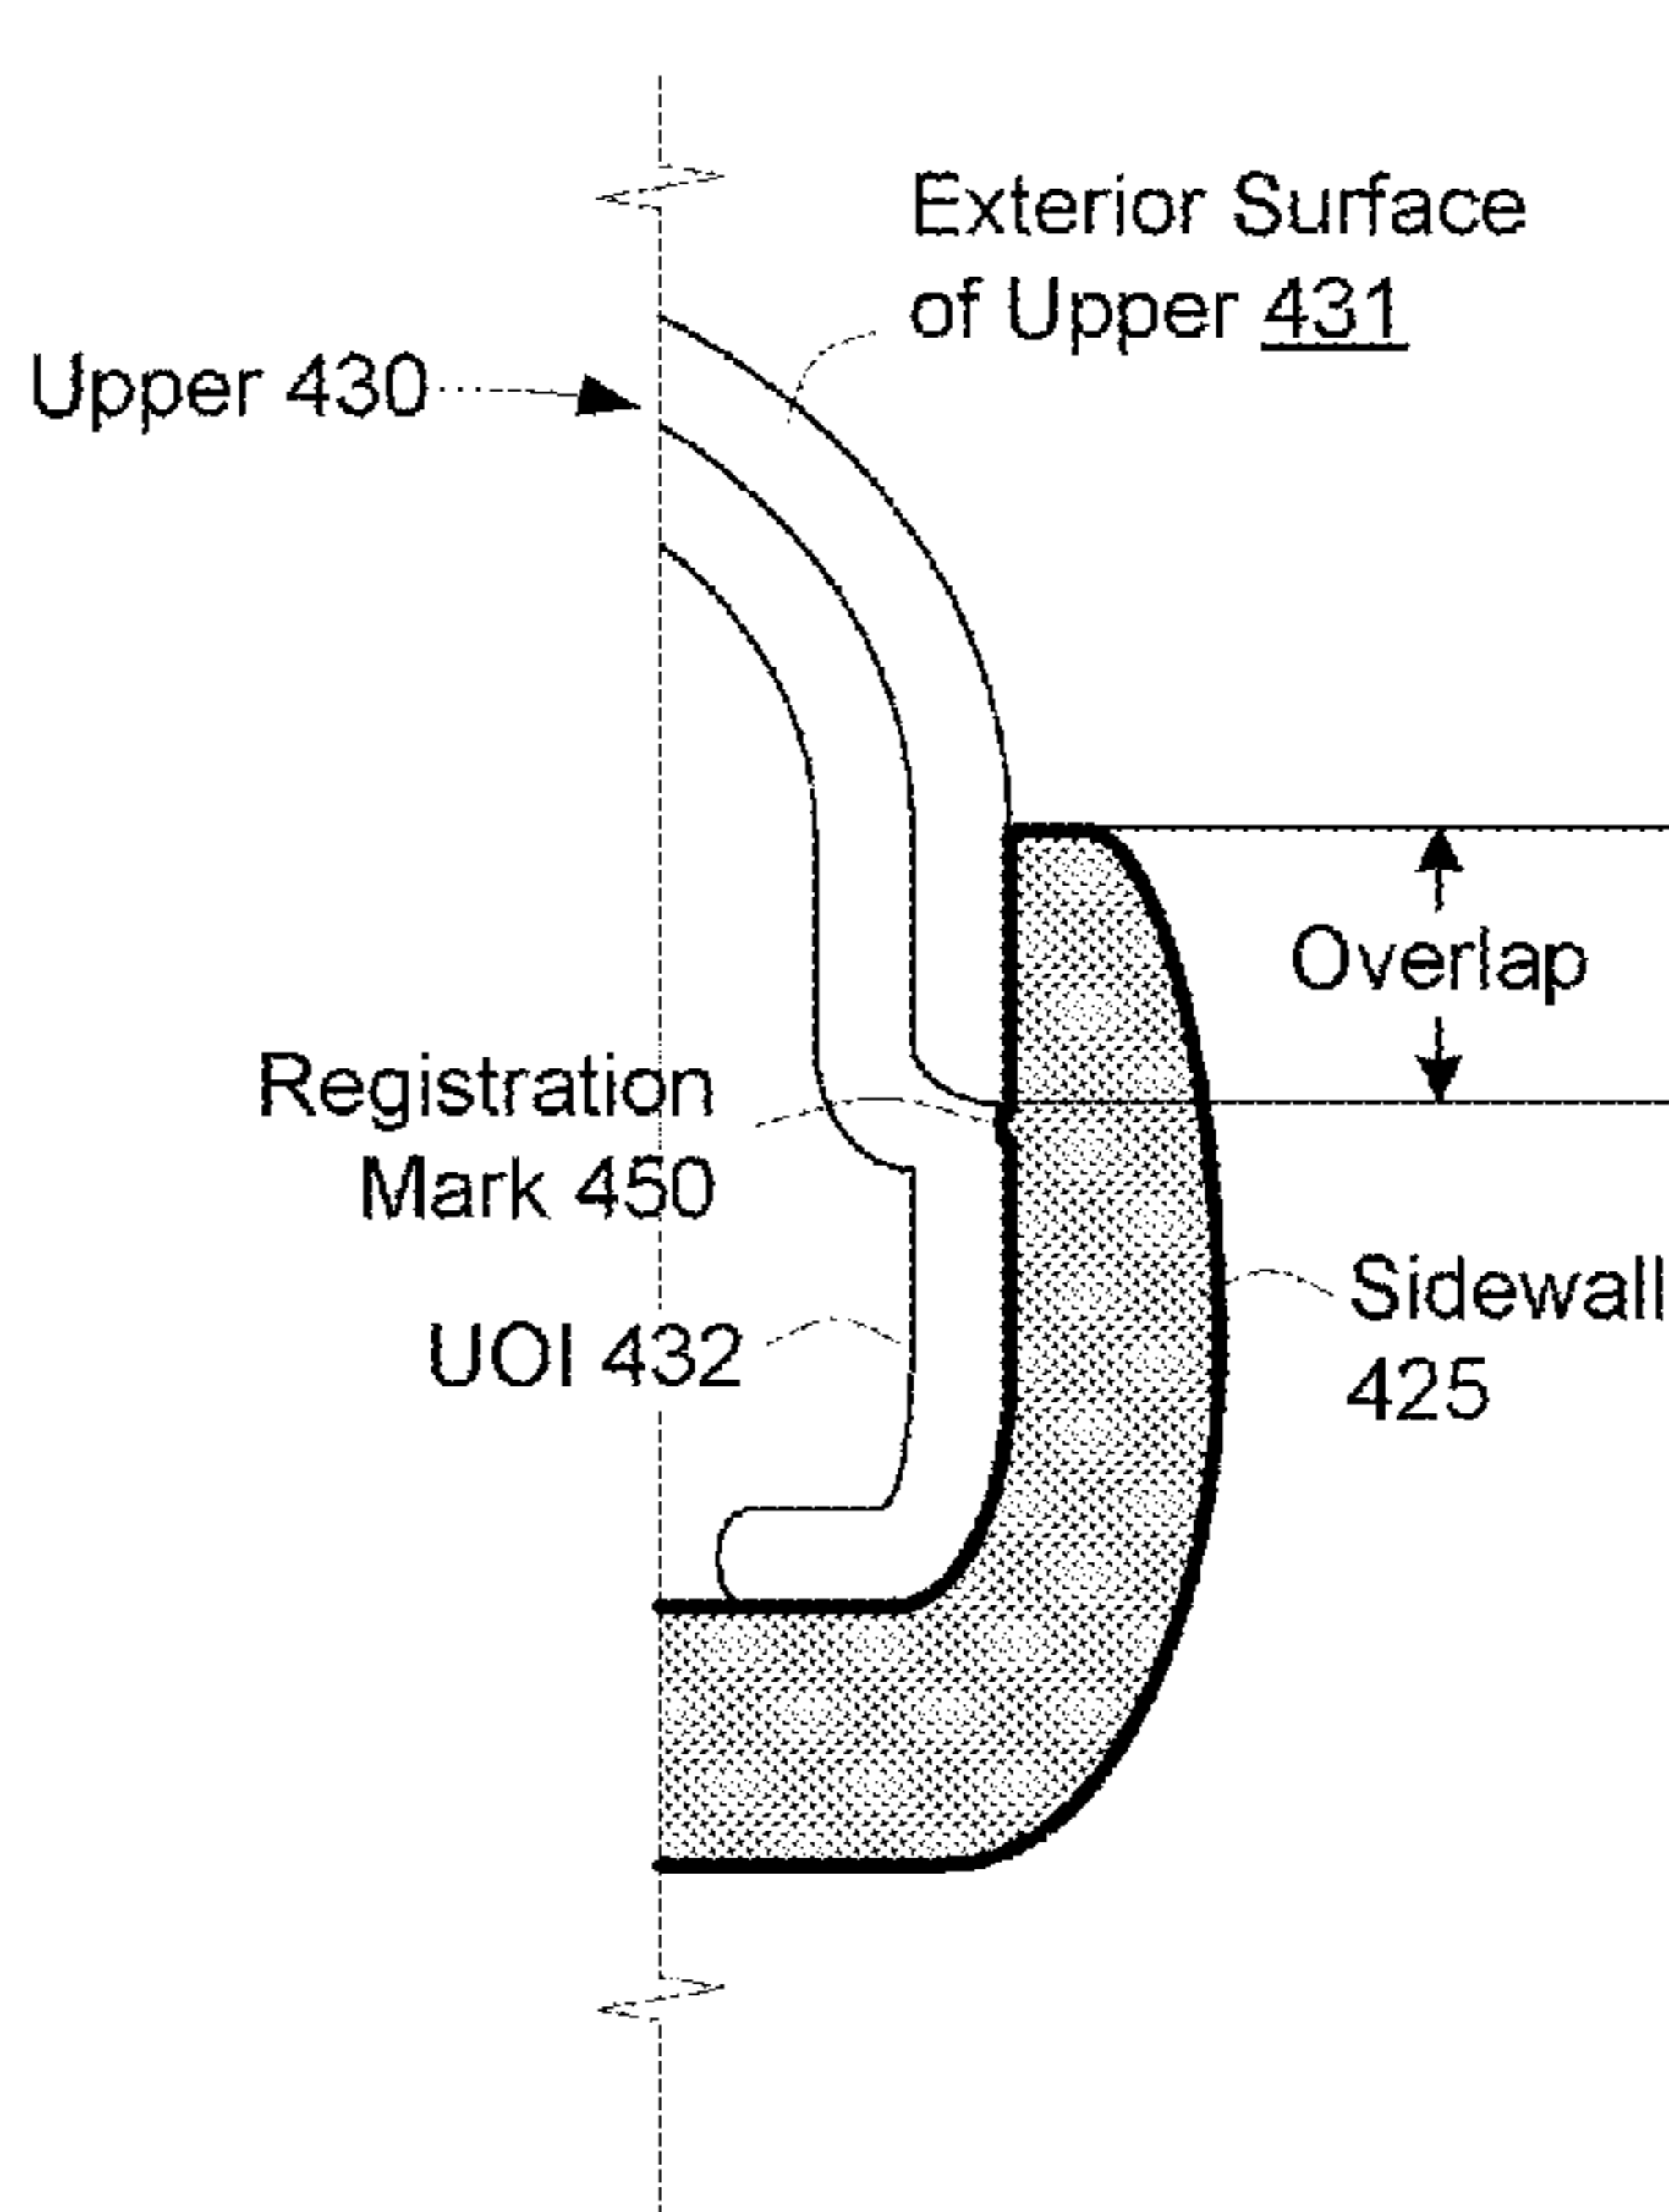 Exterior Surface
of Upper 431
Upper 430
Overlap
Registration
Mark 450
Sidewall
425
UOI 432